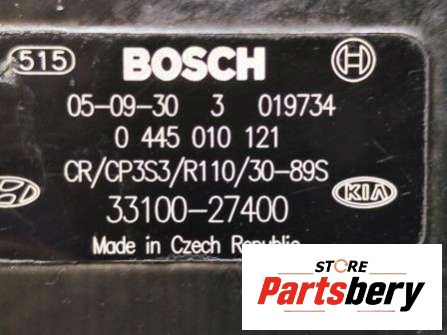 515 BOSCH
05-09-30 3 019734
0 445 010 121
CR/CP3S3/R110/30-89S
KIA
33100-27400
Made in Czech Republic
STORE
Partsbery